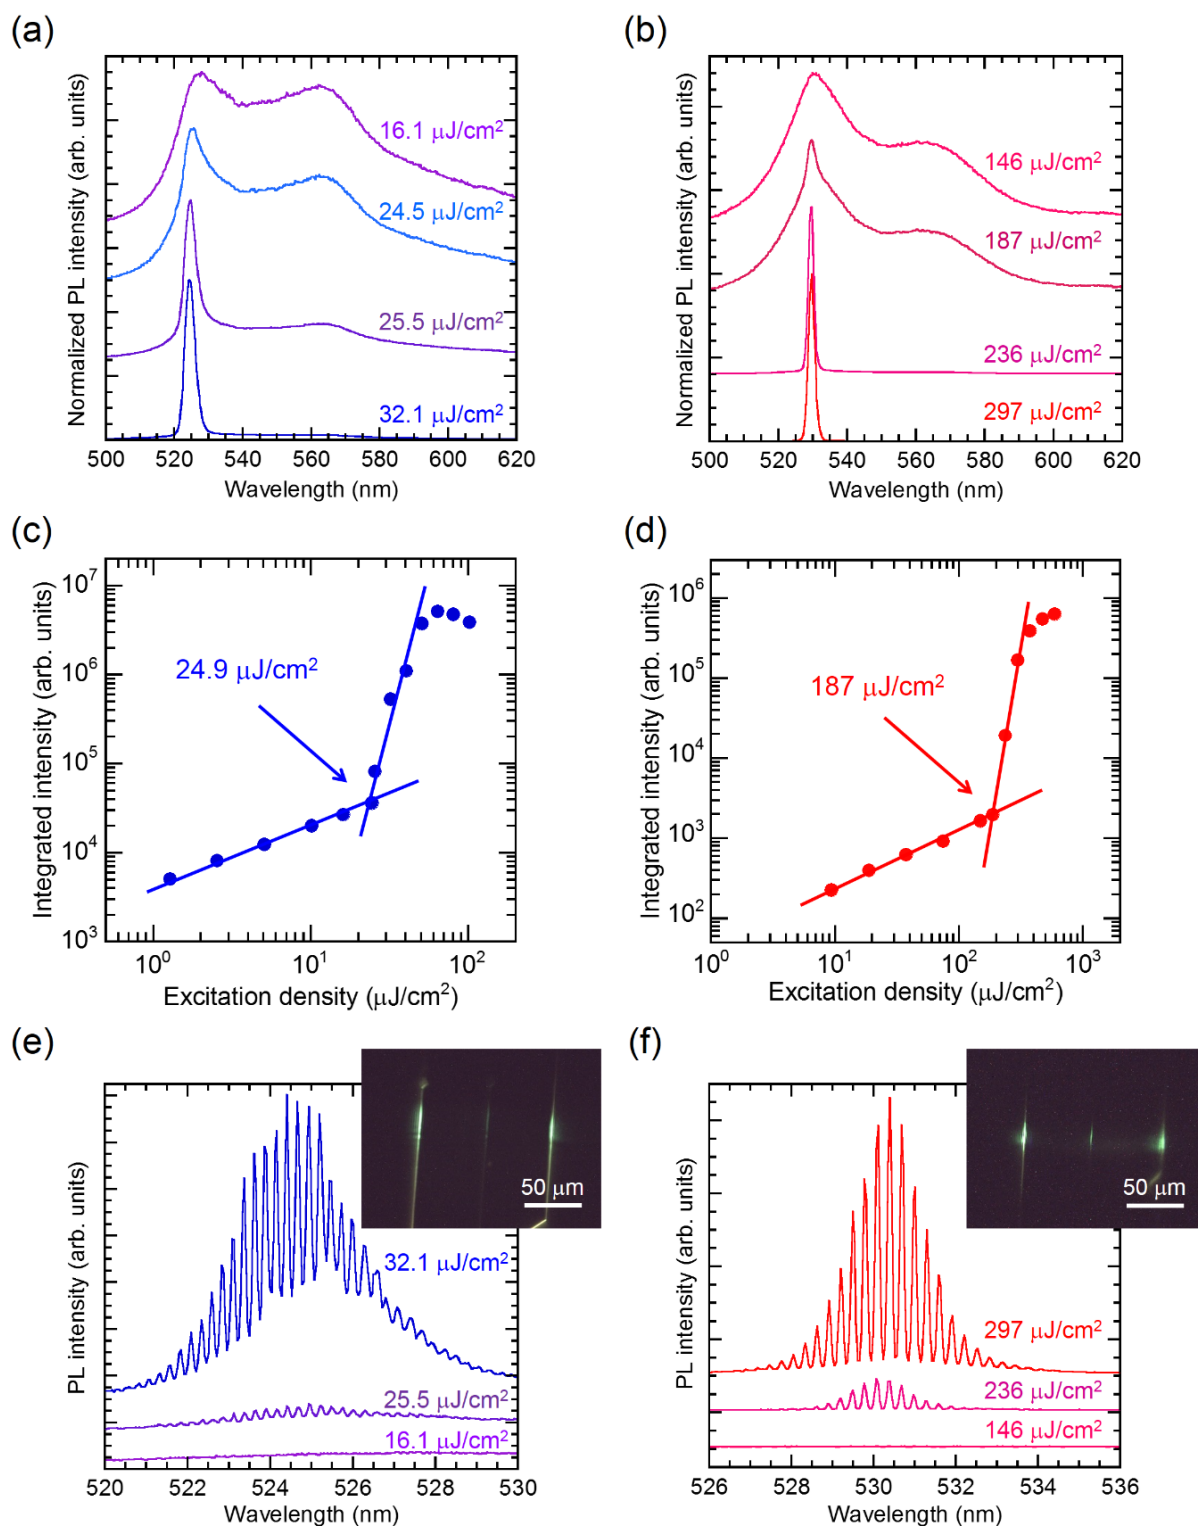 (a)
Normalized PL intensity (arb. units)
16.1 μJ/cm²
24.5 μJ/cm²
25.5 μJ/cm²
32.1 μJ/cm²
500 520 540 560 580 600 620
Wavelength (nm)
(b)
Normalized PL intensity (arb. units)
146 μJ/cm²
187 μJ/cm²
236 μJ/cm²
297 μJ/cm²
500 520 540 560 580 600 620
Wavelength (nm)
(c)
Integrated intensity (arb. units)
10⁷
10⁶
10⁵
10⁴
10³
24.9 μJ/cm²
10⁰ 10¹ 10²
Excitation density (μJ/cm²)
(d)
Integrated intensity (arb. units)
10⁶
10⁵
10⁴
10³
10²
187 μJ/cm²
10⁰ 10¹ 10² 10³
Excitation density (μJ/cm²)
(e)
PL intensity (arb. units)
50 μm
32.1 μJ/cm²
25.5 μJ/cm²
16.1 μJ/cm²
520 522 524 526 528 530
Wavelength (nm)
(f)
PL intensity (arb. units)
50 μm
297 μJ/cm²
236 μJ/cm²
146 μJ/cm²
526 528 530 532 534 536
Wavelength (nm)